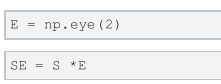 E = np.eye(2)
SE = S *E